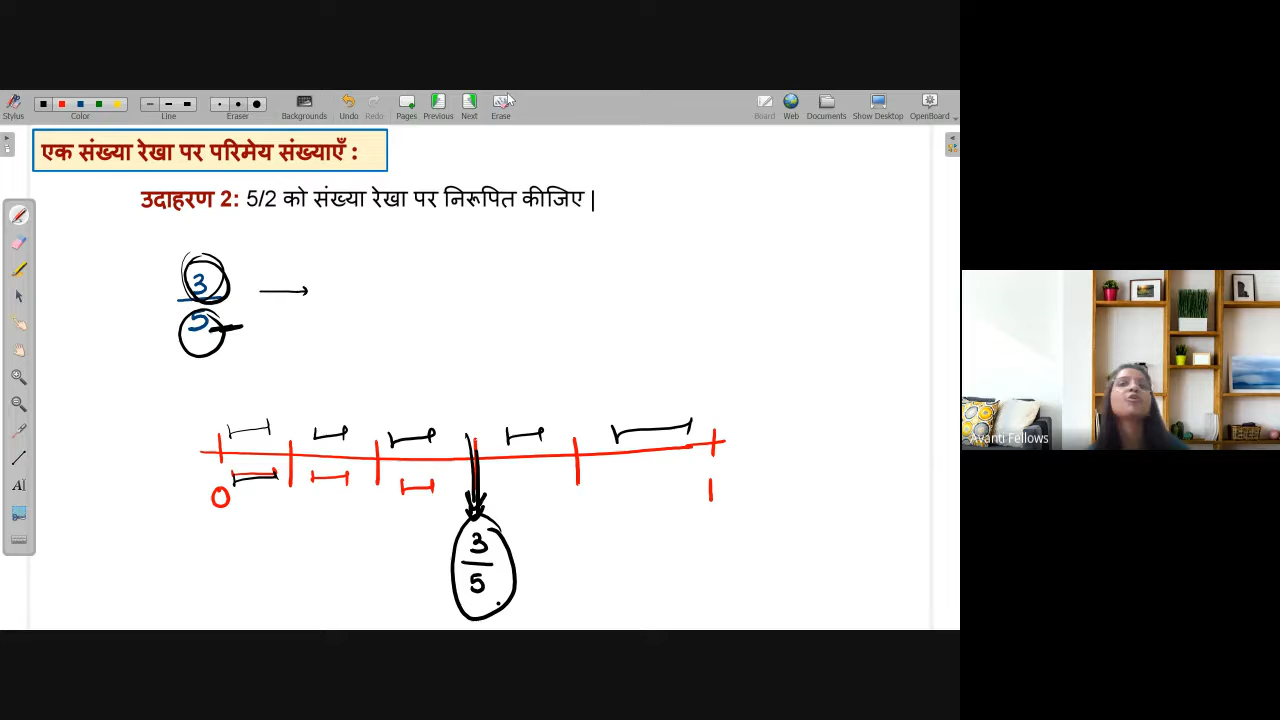 Stylus
Color
Line
Eraser
Backgrounds
Undo
Redo
Pages
Previous
Next
Erase
Board
Web
Documents
Show Desktop
OpenBoard
एक संख्या रेखा पर परिमेय संख्याएँ :
उदाहरण 2: 5/2 को संख्या रेखा पर निरूपित कीजिए |
3
5
0
1
3
5
Avanti Fellows